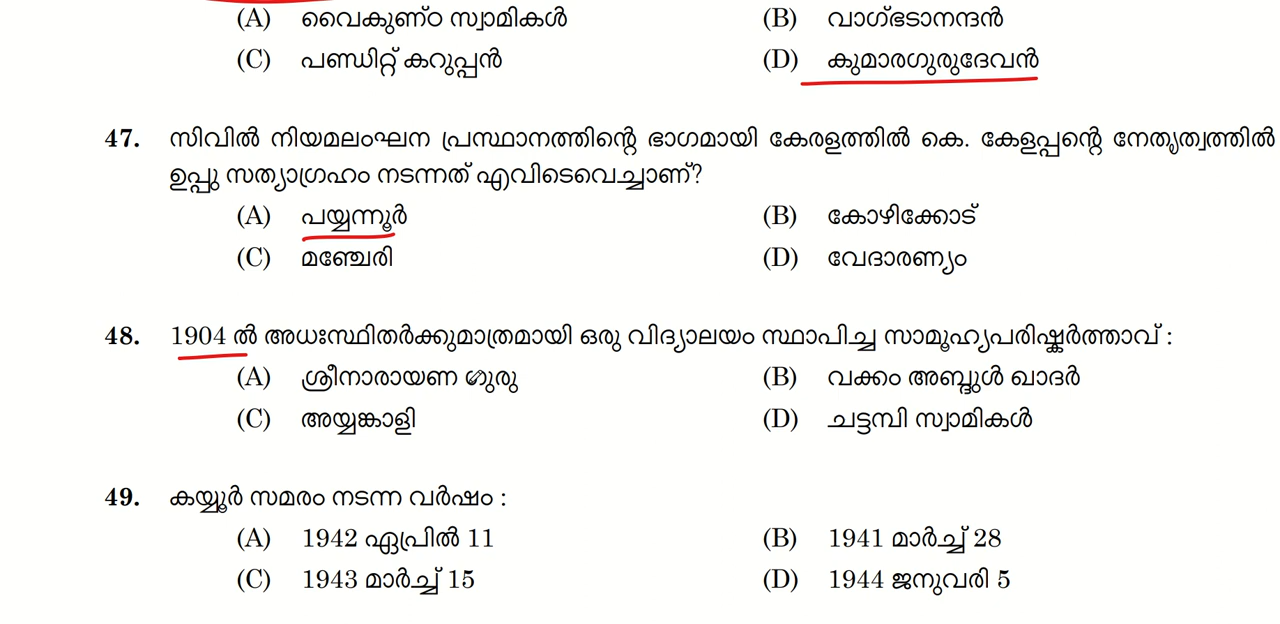 (A) വൈകുണ്ഠ സ്വാമികൾ (B) വാഗ്ഭടാനന്ദൻ
(C) പണ്ഡിറ്റ് കറുപ്പൻ (D) കുമാരഗുരുദേവൻ
47. സിവിൽ നിയമലംഘന പ്രസ്ഥാനത്തിന്റെ ഭാഗമായി കേരളത്തിൽ കെ. കേളപ്പന്റെ നേതൃത്വത്തിൽ
ഉപ്പു സത്യാഗ്രഹം നടന്നത് എവിടെവെച്ചാണ്?
(A) പയ്യന്നൂർ (B) കോഴിക്കോട്
(C) മഞ്ചേരി (D) വേദാരണ്യം
48. 1904 ൽ അധഃസ്ഥിതർക്കുമാത്രമായി ഒരു വിദ്യാലയം സ്ഥാപിച്ച സാമൂഹ്യപരിഷ്കർത്താവ് :
(A) ശ്രീനാരായണ ഗുരു (B) വക്കം അബ്ദുൾ ഖാദർ
(C) അയ്യങ്കാളി (D) ചട്ടമ്പി സ്വാമികൾ
49. കയ്യൂർ സമരം നടന്ന വർഷം :
(A) 1942 ഏപ്രിൽ 11 (B) 1941 മാർച്ച് 28
(C) 1943 മാർച്ച് 15 (D) 1944 ജനുവരി 5